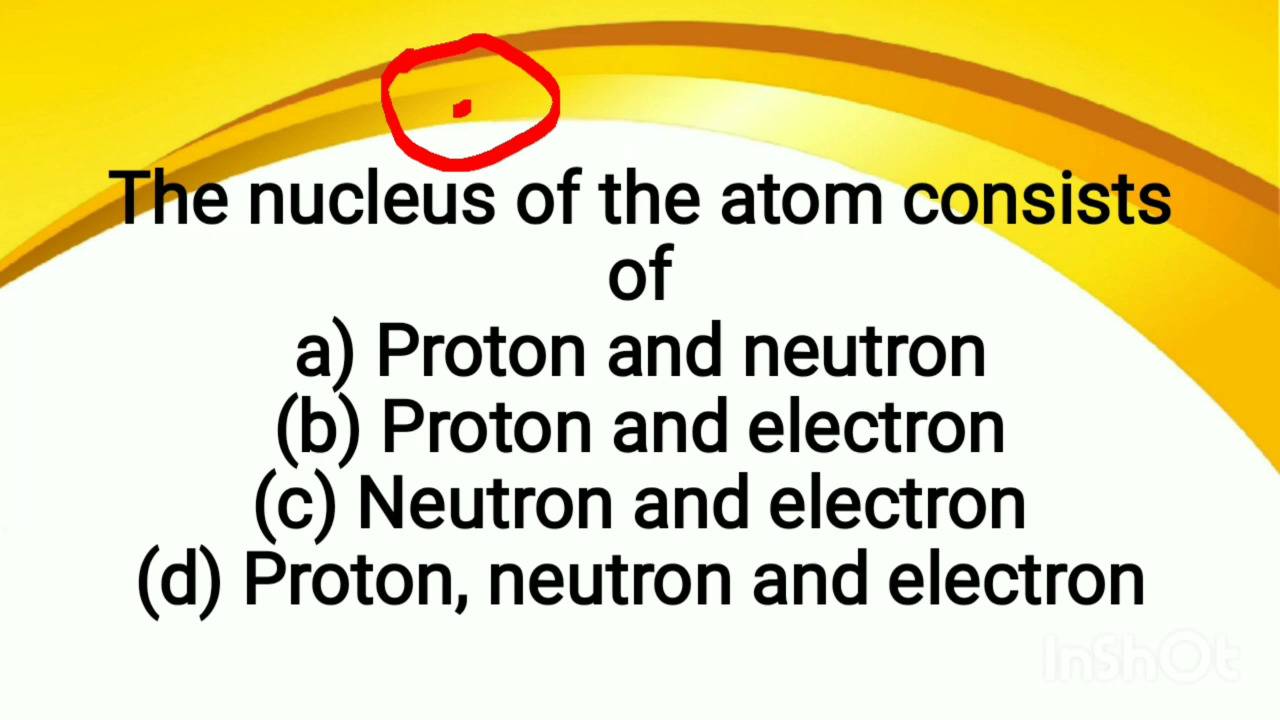 The nucleus of the atom consists
of
a) Proton and neutron
(b) Proton and electron
(c) Neutron and electron
(d) Proton, neutron and electron
InShOt